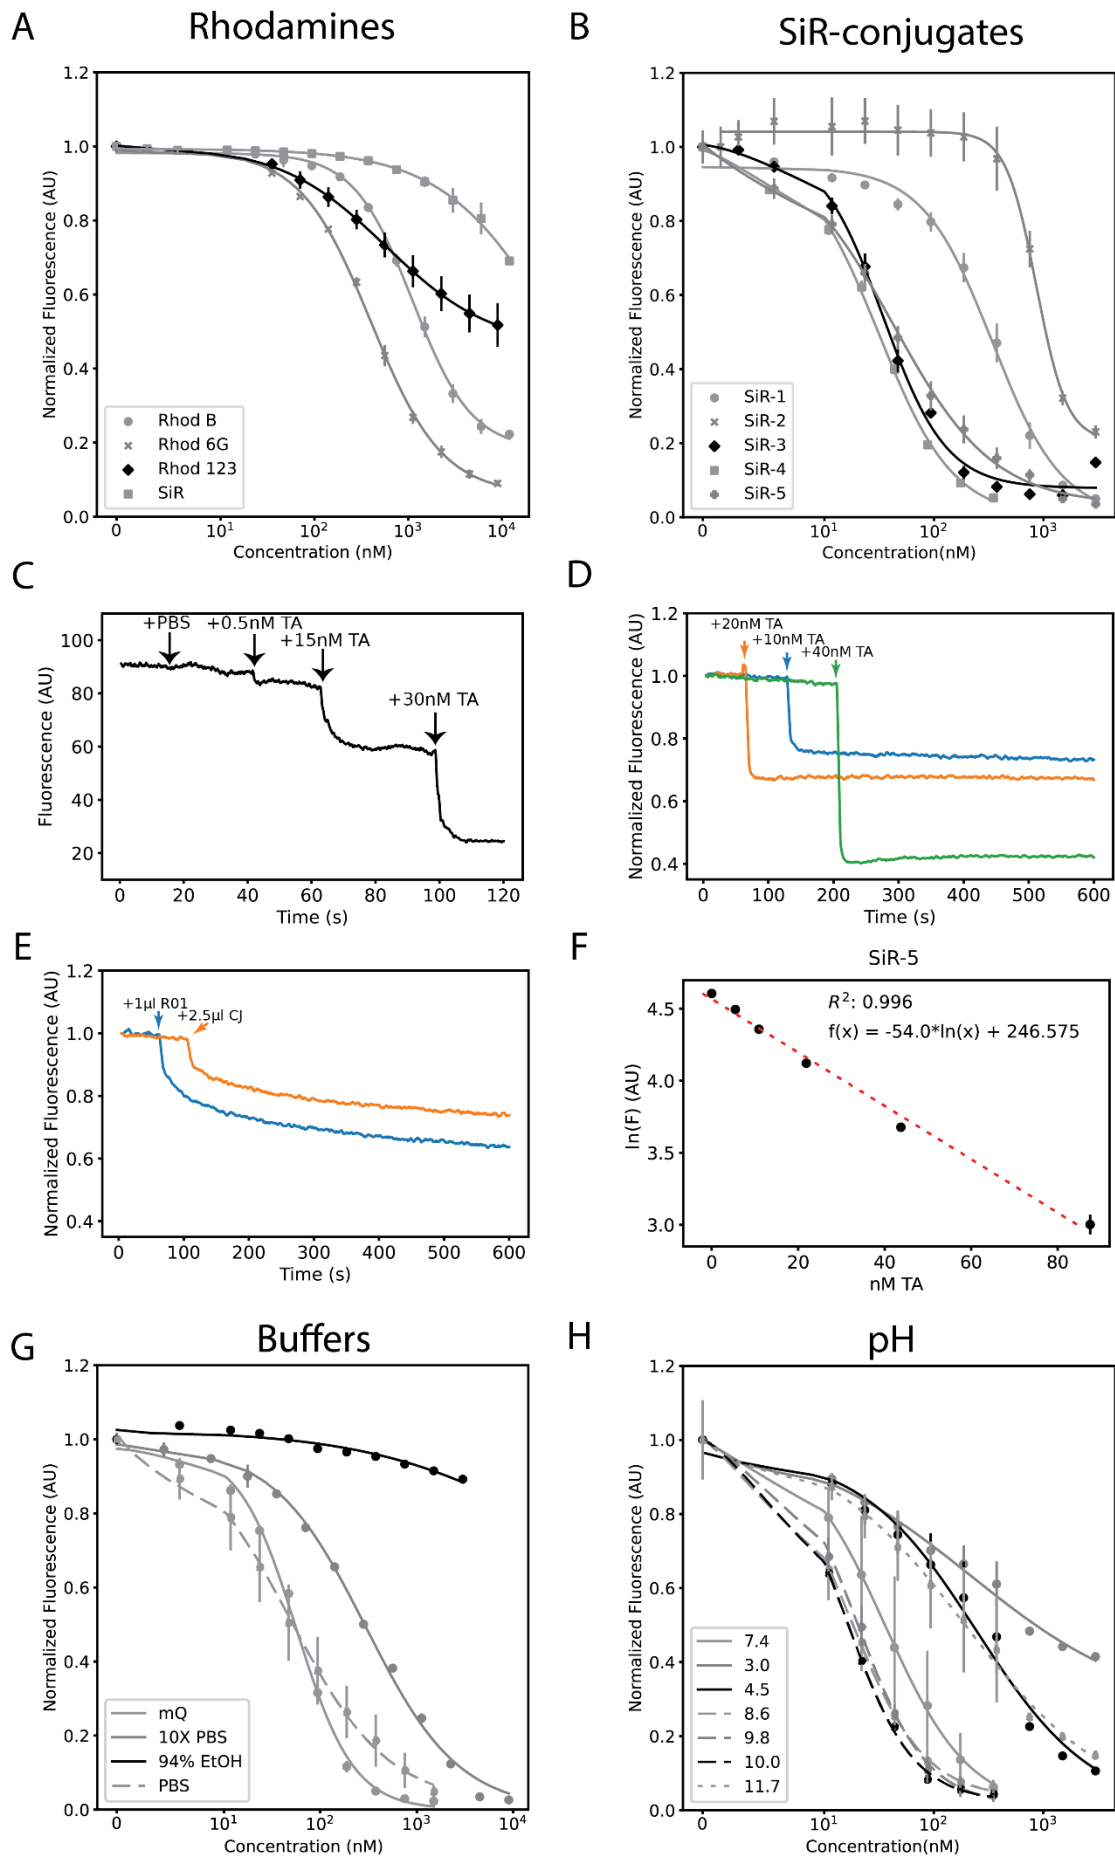 A
Rhodamines
1.2
1.0
0.8
0.6
0.4
0.2
0.0
Normalized Fluorescence (AU)
Rhod B
Rhod 6G
Rhod 123
SiR
0
10¹
10²
10³
10⁴
Concentration (nM)
B
SiR-conjugates
1.2
1.0
0.8
0.6
0.4
0.2
0.0
Normalized Fluorescence (AU)
SiR-1
SiR-2
SiR-3
SiR-4
SiR-5
0
10¹
10²
10³
Concentration(nM)
C
100
80
60
40
20
Fluorescence (AU)
+PBS
+0.5nM TA
+15nM TA
+30nM TA
0
20
40
60
80
100
120
Time (s)
D
1.2
1.0
0.8
0.6
0.4
Normalized Fluorescence (AU)
+20nM TA
+10nM TA
+40nM TA
0
100
200
300
400
500
600
Time (s)
E
1.2
1.0
0.8
0.6
0.4
Normalized Fluorescence (AU)
+1µl R01
+2.5µl CJ
0
100
200
300
400
500
600
Time (s)
F
SiR-5
4.5
4.0
3.5
3.0
ln(F) (AU)
R²: 0.996
f(x) = -54.0*ln(x) + 246.575
0
20
40
60
80
nM TA
G
Buffers
1.2
1.0
0.8
0.6
0.4
0.2
0.0
Normalized Fluorescence (AU)
mQ
10X PBS
94% EtOH
PBS
0
10¹
10²
10³
10⁴
Concentration (nM)
H
pH
1.2
1.0
0.8
0.6
0.4
0.2
0.0
Normalized Fluorescence (AU)
7.4
3.0
4.5
8.6
9.8
10.0
11.7
0
10¹
10²
10³
Concentration(nM)